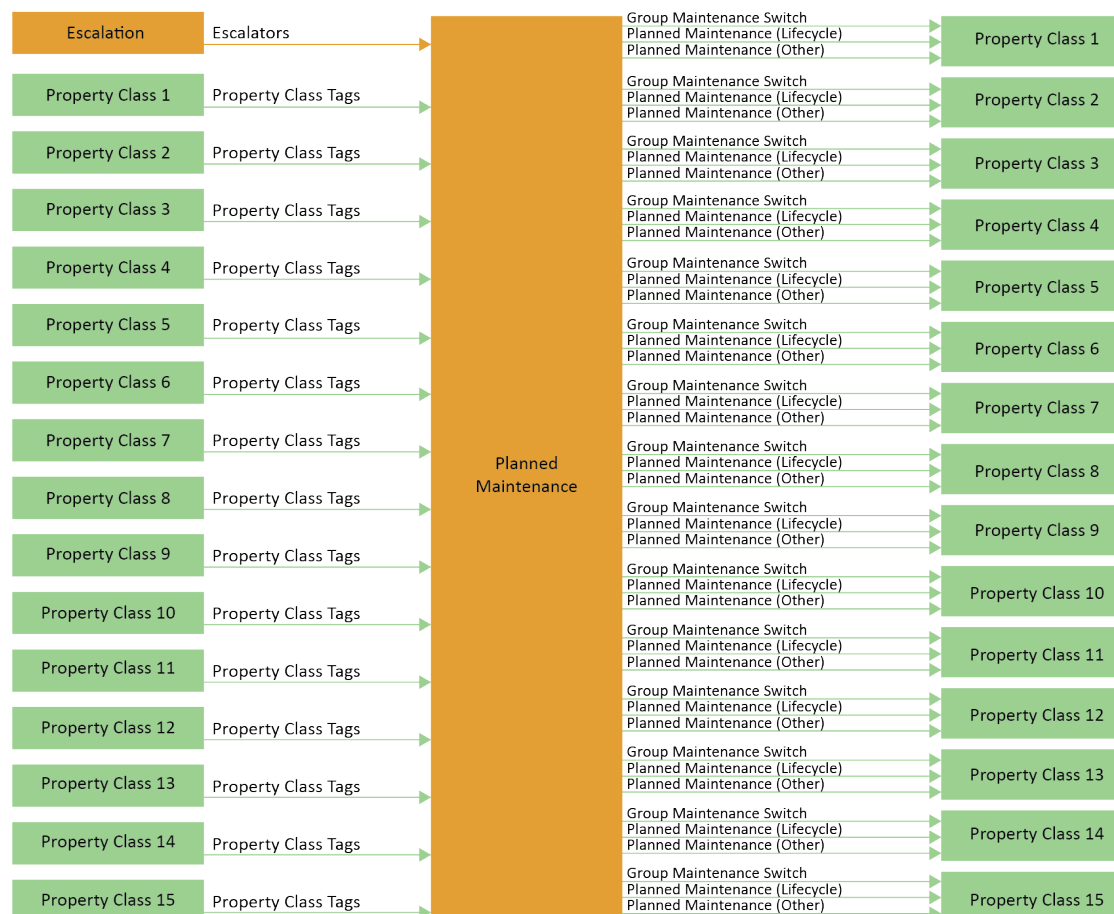 Escalation
Escalators
Property Class 1
Property Class Tags
Property Class 2
Property Class Tags
Property Class 3
Property Class Tags
Property Class 4
Property Class Tags
Property Class 5
Property Class Tags
Property Class 6
Property Class Tags
Property Class 7
Property Class Tags
Property Class 8
Property Class Tags
Property Class 9
Property Class Tags
Property Class 10
Property Class Tags
Property Class 11
Property Class Tags
Property Class 12
Property Class Tags
Property Class 13
Property Class Tags
Property Class 14
Property Class Tags
Property Class 15
Property Class Tags
Planned
Maintenance
Group Maintenance Switch
Planned Maintenance (Lifecycle)
Planned Maintenance (Other)
Property Class 1
Group Maintenance Switch
Planned Maintenance (Lifecycle)
Planned Maintenance (Other)
Property Class 2
Group Maintenance Switch
Planned Maintenance (Lifecycle)
Planned Maintenance (Other)
Property Class 3
Group Maintenance Switch
Planned Maintenance (Lifecycle)
Planned Maintenance (Other)
Property Class 4
Group Maintenance Switch
Planned Maintenance (Lifecycle)
Planned Maintenance (Other)
Property Class 5
Group Maintenance Switch
Planned Maintenance (Lifecycle)
Planned Maintenance (Other)
Property Class 6
Group Maintenance Switch
Planned Maintenance (Lifecycle)
Planned Maintenance (Other)
Property Class 7
Group Maintenance Switch
Planned Maintenance (Lifecycle)
Planned Maintenance (Other)
Property Class 8
Group Maintenance Switch
Planned Maintenance (Lifecycle)
Planned Maintenance (Other)
Property Class 9
Group Maintenance Switch
Planned Maintenance (Lifecycle)
Planned Maintenance (Other)
Property Class 10
Group Maintenance Switch
Planned Maintenance (Lifecycle)
Planned Maintenance (Other)
Property Class 11
Group Maintenance Switch
Planned Maintenance (Lifecycle)
Planned Maintenance (Other)
Property Class 12
Group Maintenance Switch
Planned Maintenance (Lifecycle)
Planned Maintenance (Other)
Property Class 13
Group Maintenance Switch
Planned Maintenance (Lifecycle)
Planned Maintenance (Other)
Property Class 14
Group Maintenance Switch
Planned Maintenance (Lifecycle)
Planned Maintenance (Other)
Property Class 15